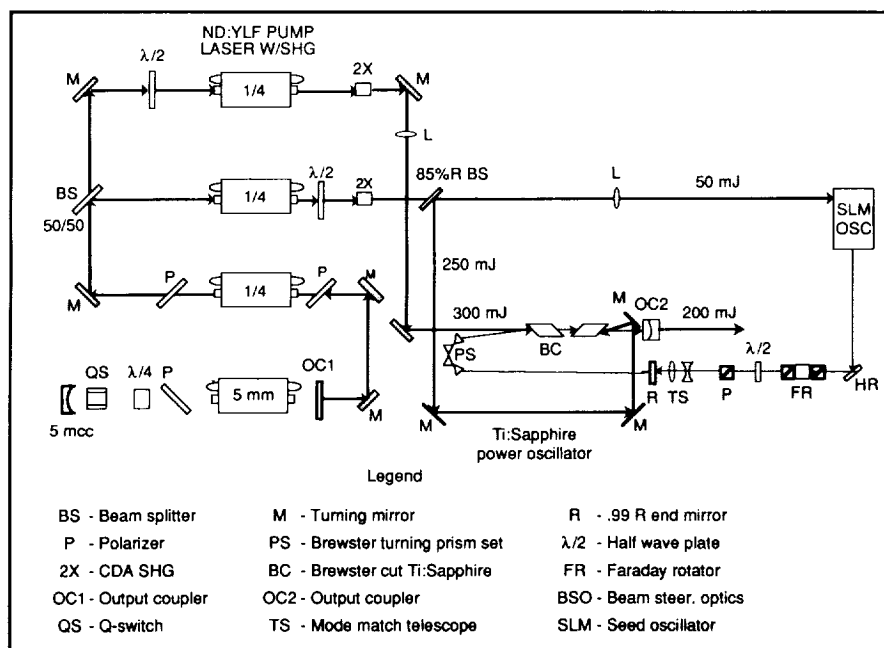 ND:YLF PUMP
LASER W/SHG
λ/2
2X
M
M
1/4
L
85%R BS
BS
50/50
1/4
λ/2
2X
L
50 mJ
SLM
OSC
250 mJ
M
P
1/4
P
M
300 mJ
M
OC2
200 mJ
PS
BC
QS
λ/4
P
5 mm
OC1
M
5 mcc
M
M
R
TS
P
λ/2
FR
HR
Ti:Sapphire
power oscillator
Legend
BS - Beam splitter
M - Turning mirror
R - .99 R end mirror
P - Polarizer
PS - Brewster turning prism set
λ/2 - Half wave plate
2X - CDA SHG
BC - Brewster cut Ti:Sapphire
FR - Faraday rotator
OC1 - Output coupler
OC2 - Output coupler
BSO - Beam steer. optics
QS - Q-switch
TS - Mode match telescope
SLM - Seed oscillator